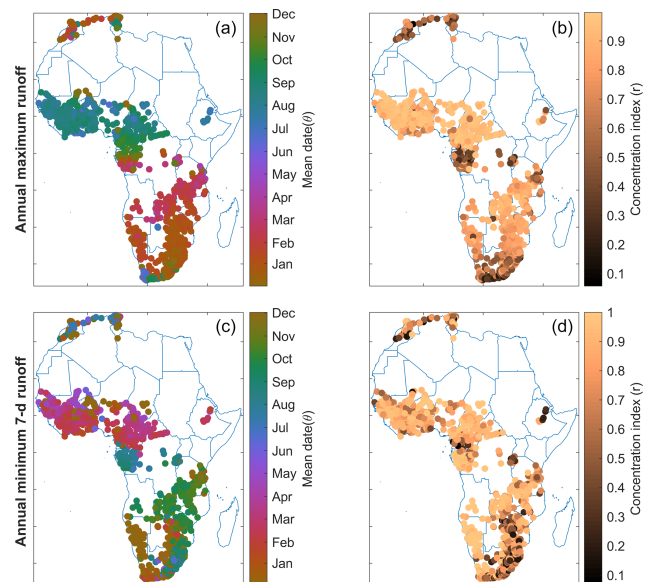 Annual maximum runoff
(a)
Dec
Nov
Oct
Sep
Aug
Jul
Jun
May
Apr
Mar
Feb
Jan
Mean date(θ)
(b)
0.9
0.8
0.7
0.6
0.5
0.4
0.3
0.2
0.1
Concentration index (r)
Annual minimum 7-d runoff
(c)
Dec
Nov
Oct
Sep
Aug
Jul
Jun
May
Apr
Mar
Feb
Jan
Mean date(θ)
(d)
1
0.9
0.8
0.7
0.6
0.5
0.4
0.3
0.2
0.1
Concentration index (r)